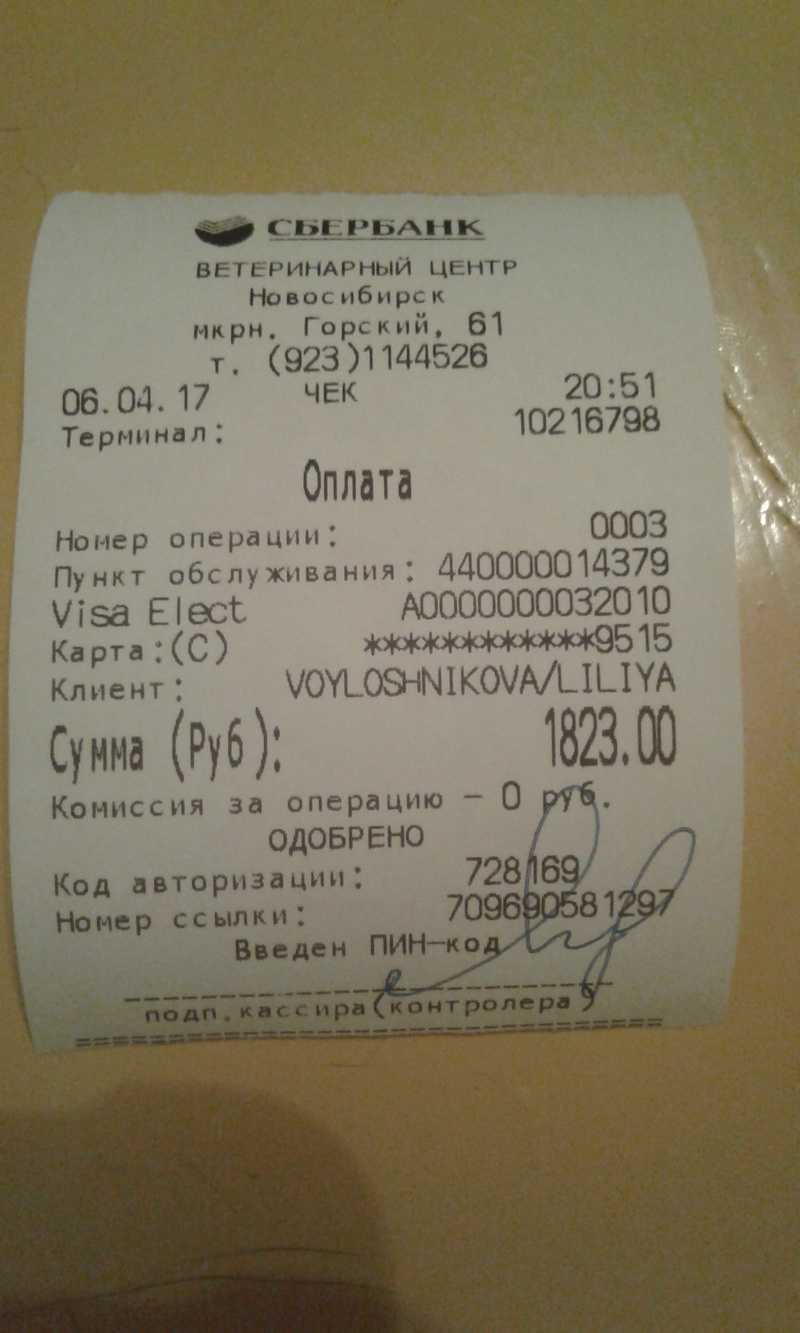 СБЕРБАНК
ВЕТЕРИНАРНЫЙ ЦЕНТР
Новосибирск
мкрн. Горский, 61
т. (923)1144526
06.04.17 ЧЕК 20:51
Терминал: 10216798
Оплата
Номер операции: 0003
Пункт обслуживания: 440000014379
Visa Elect A0000000032010
Карта:(C) ************9515
Клиент: VOYLOSHNIKOVA/LILIYA
Сумма (Руб): 1823.00
Комиссия за операцию – 0 руб.
ОДОБРЕНО
Код авторизации: 728169
Номер ссылки: 709690581297
Введен ПИН-код
подп.кассира(контролера)